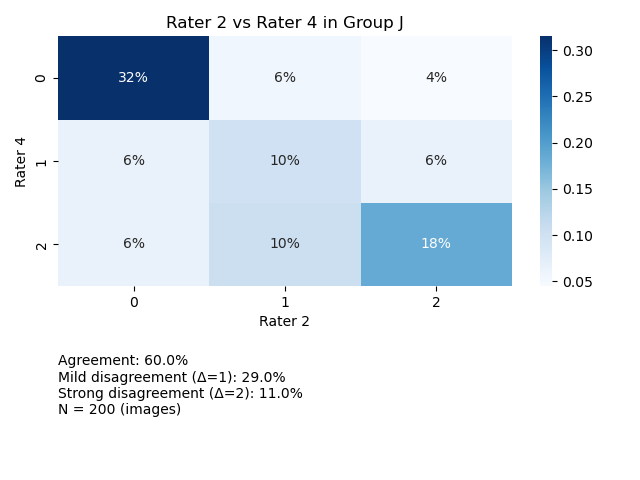 Rater 2 vs Rater 4 in Group J
0 32% 6% 4% 0.30
0.25
Rater 4 1 6% 10% 6% 0.20
0.15
0.10
2 6% 10% 18% 0.05
0 1 2
Rater 2
Agreement: 60.0%
Mild disagreement (Δ=1): 29.0%
Strong disagreement (Δ=2): 11.0%
N = 200 (images)